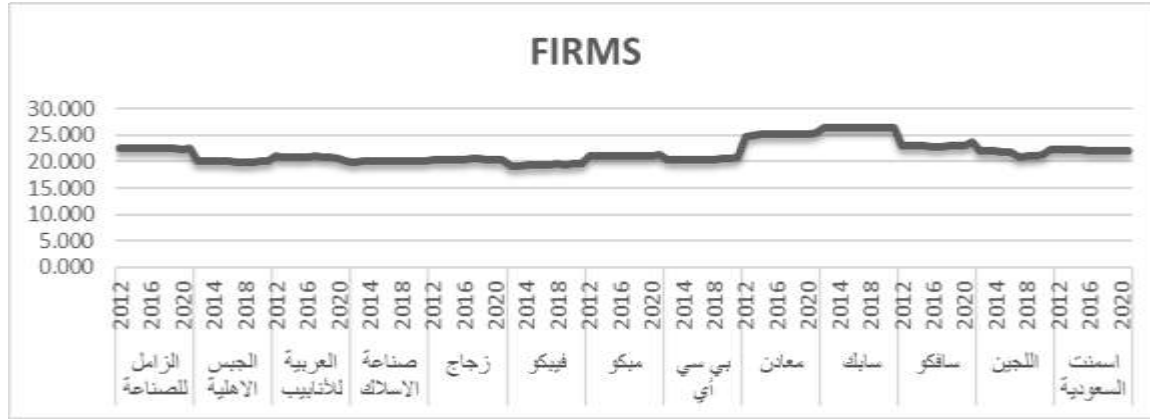 FIRMS
30.000
25.000
20.000
15.000
10.000
5.000
0.000
2012 2016 2020 2014 2018 2012 2016 2020 2014 2018 2012 2016 2020 2014 2018 2012 2016 2020 2014 2018 2012 2016 2020 2014 2018 2012 2016 2020 2014 2018 2012 2016 2020
الزامل للصناعة
الجبس الاهلية
العربية للأنابيب
صناعة الاسلاك
زجاج
فيبكو
مبكو
بي سي أي
معادن
سابك
سافكو
اللجين
اسمنت السعودية